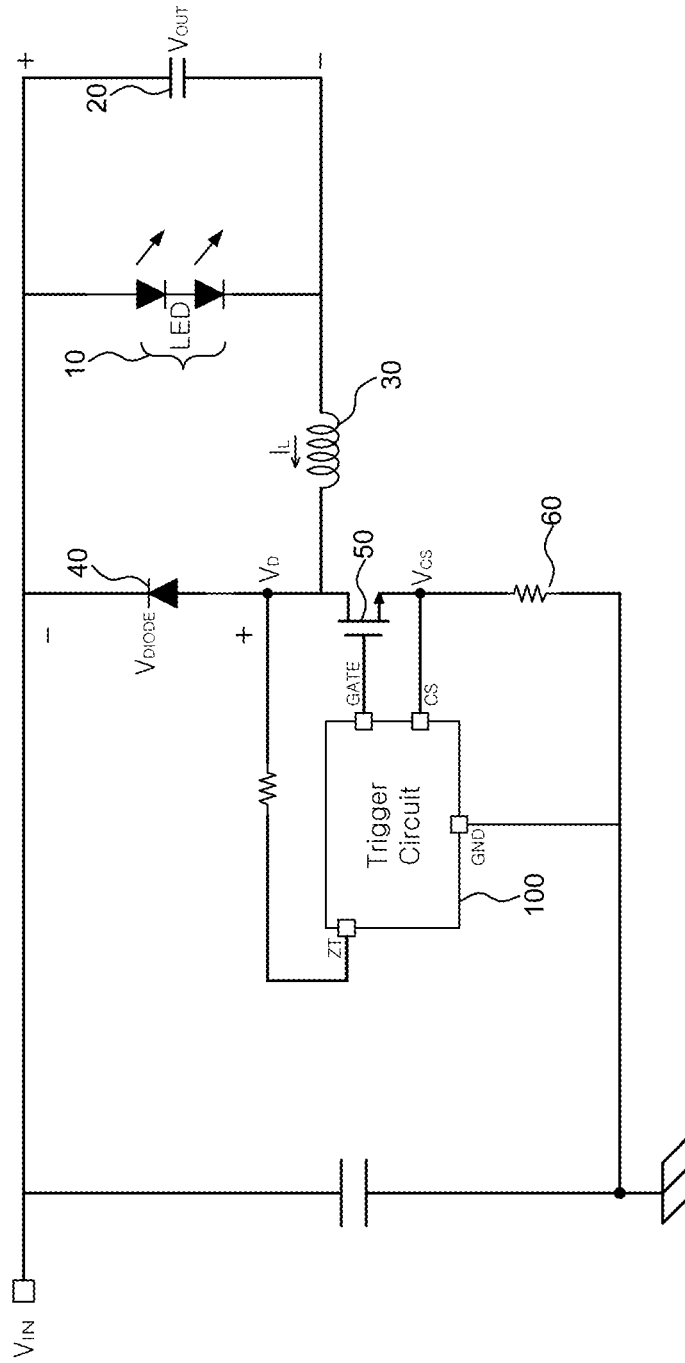 VIN
VDIODE
−
+
40
VD
ZT
GATE
CS
GND
Trigger
Circuit
100
50
VCS
60
IL
30
10
LED
20
+
VOUT
−